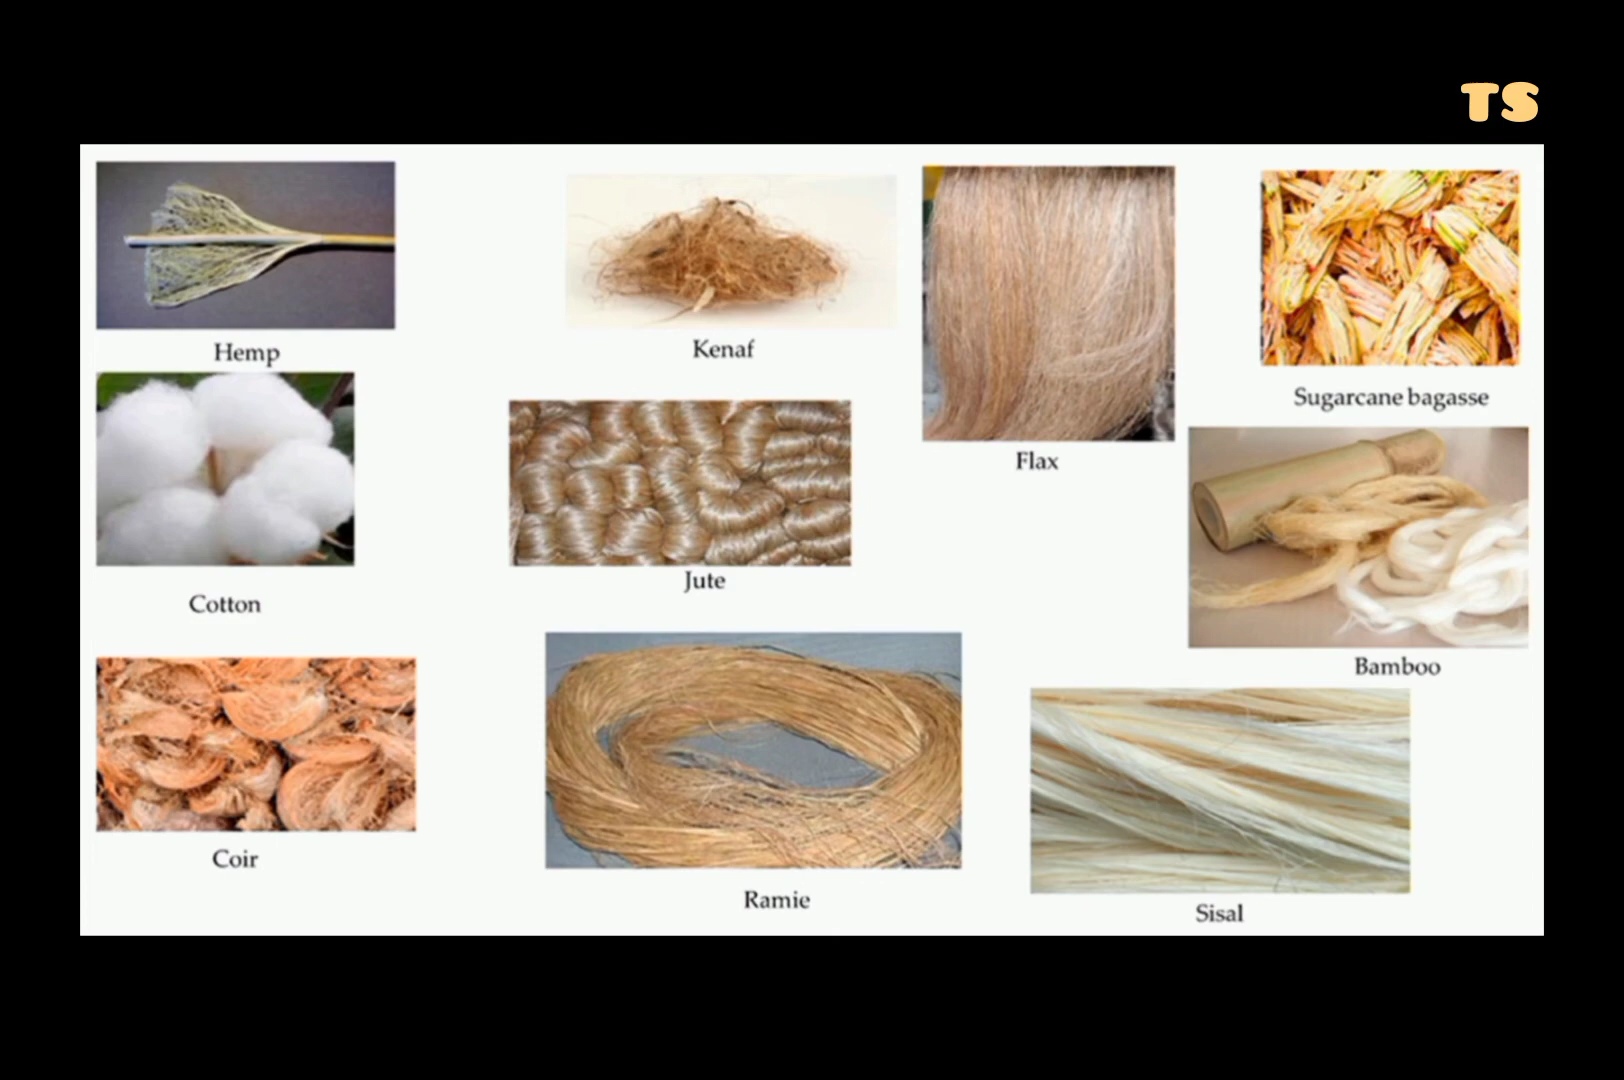 TS
Hemp
Kenaf
Flax
Sugarcane bagasse
Cotton
Jute
Bamboo
Coir
Ramie
Sisal